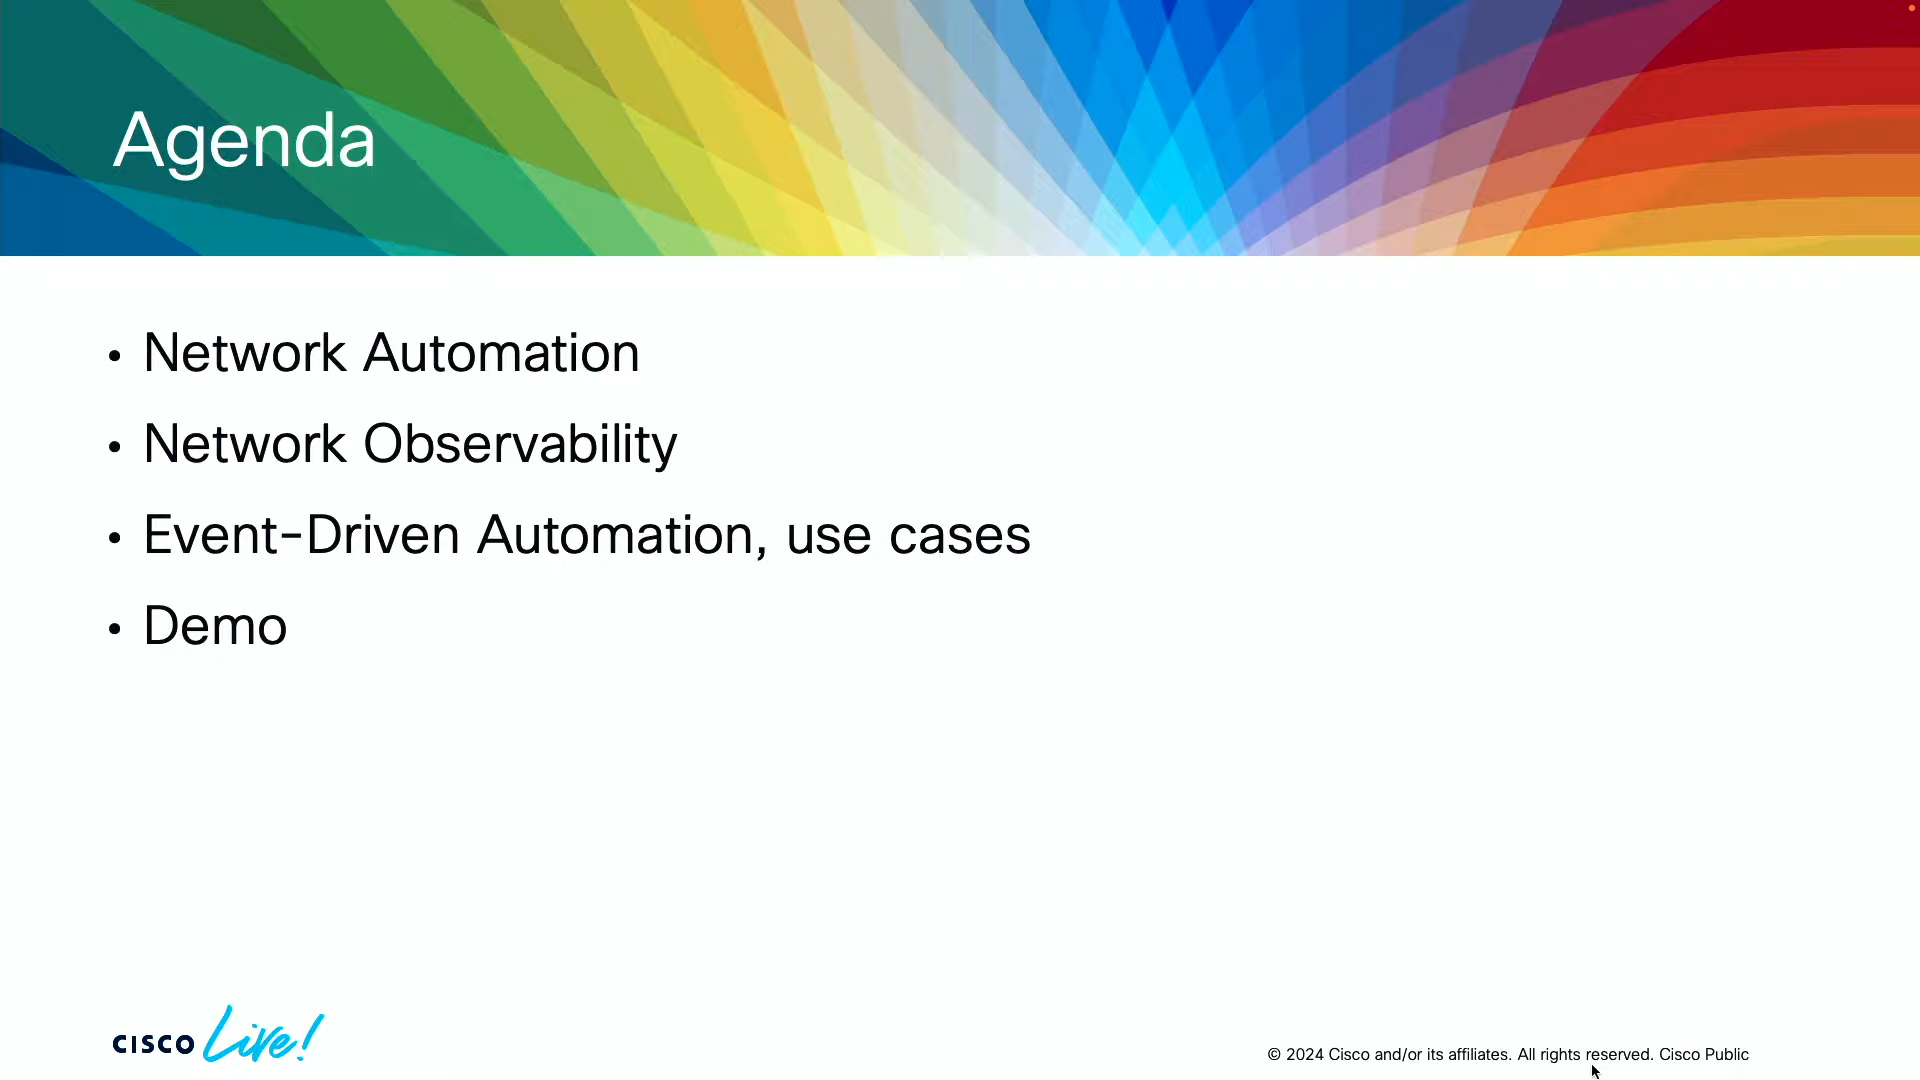 Agenda
• Network Automation
• Network Observability
• Event-Driven Automation, use cases
• Demo
CISCO Live!
© 2024 Cisco and/or its affiliates. All rights reserved. Cisco Public